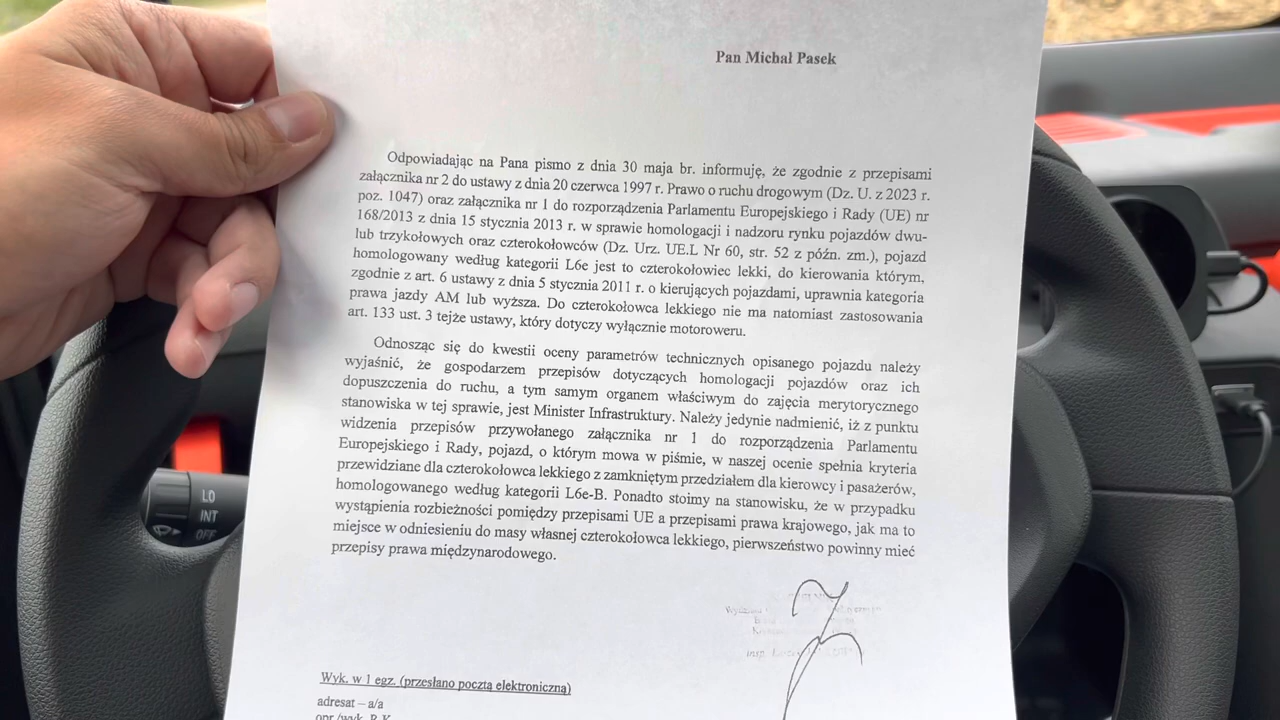 Pan Michał Pasek
Odpowiadając na Pana pismo z dnia 30 maja br. informuję, że zgodnie z przepisami
załącznika nr 2 do ustawy z dnia 20 czerwca 1997 r. Prawo o ruchu drogowym (Dz. U. z 2023 r.
poz. 1047) oraz załącznika nr 1 do rozporządzenia Parlamentu Europejskiego i Rady (UE) nr
168/2013 z dnia 15 stycznia 2013 r. w sprawie homologacji i nadzoru rynku pojazdów dwu-
lub trzykołowych oraz czterokołowców (Dz. Urz. UE.L Nr 60, str. 52 z późn. zm.), pojazd
homologowany według kategorii L6e jest to czterokołowiec lekki, do kierowania którym,
zgodnie z art. 6 ustawy z dnia 5 stycznia 2011 r. o kierujących pojazdami, uprawnia kategoria
prawa jazdy AM lub wyższa. Do czterokołowca lekkiego nie ma natomiast zastosowania
art. 133 ust. 3 tejże ustawy, który dotyczy wyłącznie motoroweru.
Odnosząc się do kwestii oceny parametrów technicznych opisanego pojazdu należy
wyjaśnić, że gospodarzem przepisów dotyczących homologacji pojazdów oraz ich
dopuszczenia do ruchu, a tym samym organem właściwym do zajęcia merytorycznego
stanowiska w tej sprawie, jest Minister Infrastruktury. Należy jedynie nadmienić, iż z punktu
widzenia przepisów przywołanego załącznika nr 1 do rozporządzenia Parlamentu
Europejskiego i Rady, pojazd, o którym mowa w piśmie, w naszej ocenie spełnia kryteria
przewidziane dla czterokołowca lekkiego z zamkniętym przedziałem dla kierowcy i pasażerów,
homologowanego według kategorii L6e-B. Ponadto stoimy na stanowisku, że w przypadku
wystąpienia rozbieżności pomiędzy przepisami UE a przepisami prawa krajowego, jak ma to
miejsce w odniesieniu do masy własnej czterokołowca lekkiego, pierwszeństwo powinny mieć
przepisy prawa międzynarodowego.
insp.
Wyk. w 1 egz. (przesłano pocztą elektroniczną)
adresat – a/a
opr./wyk. R.K.
LO
INT
OFF